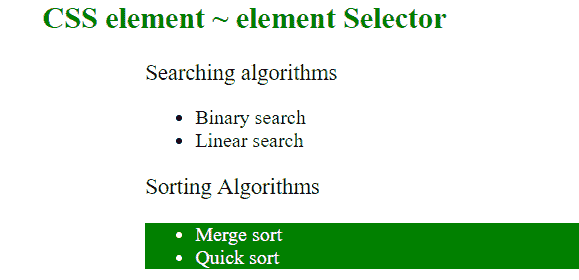 CSS element ~ element Selector
Searching algorithms
• Binary search
• Linear search
Sorting Algorithms
• Merge sort
• Quick sort